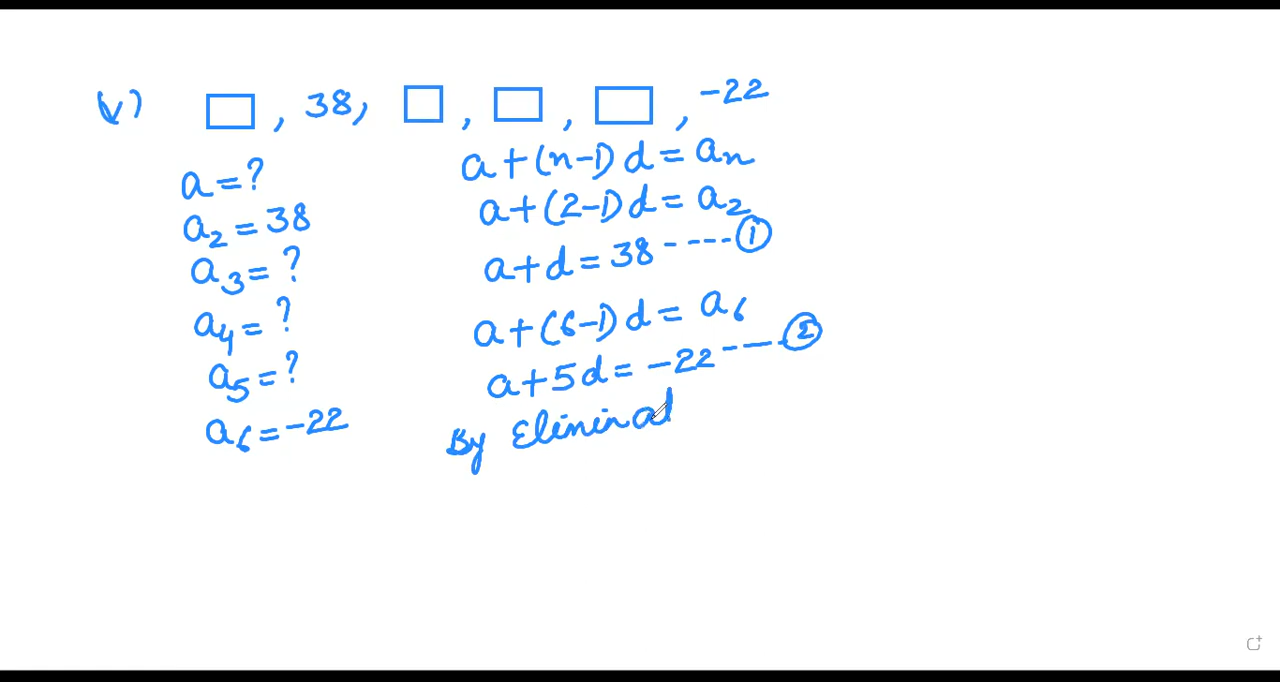 v) □, 38, □, □, □, -22
a = ?
a₂ = 38
a₃ = ?
a₄ = ?
a₅ = ?
a₆ = -22
a + (n-1) d = aₙ
a + (2-1) d = a₂
a + d = 38 ---- ①
a + (6-1) d = a₆
a + 5d = -22 ---- ②
By Eliminat